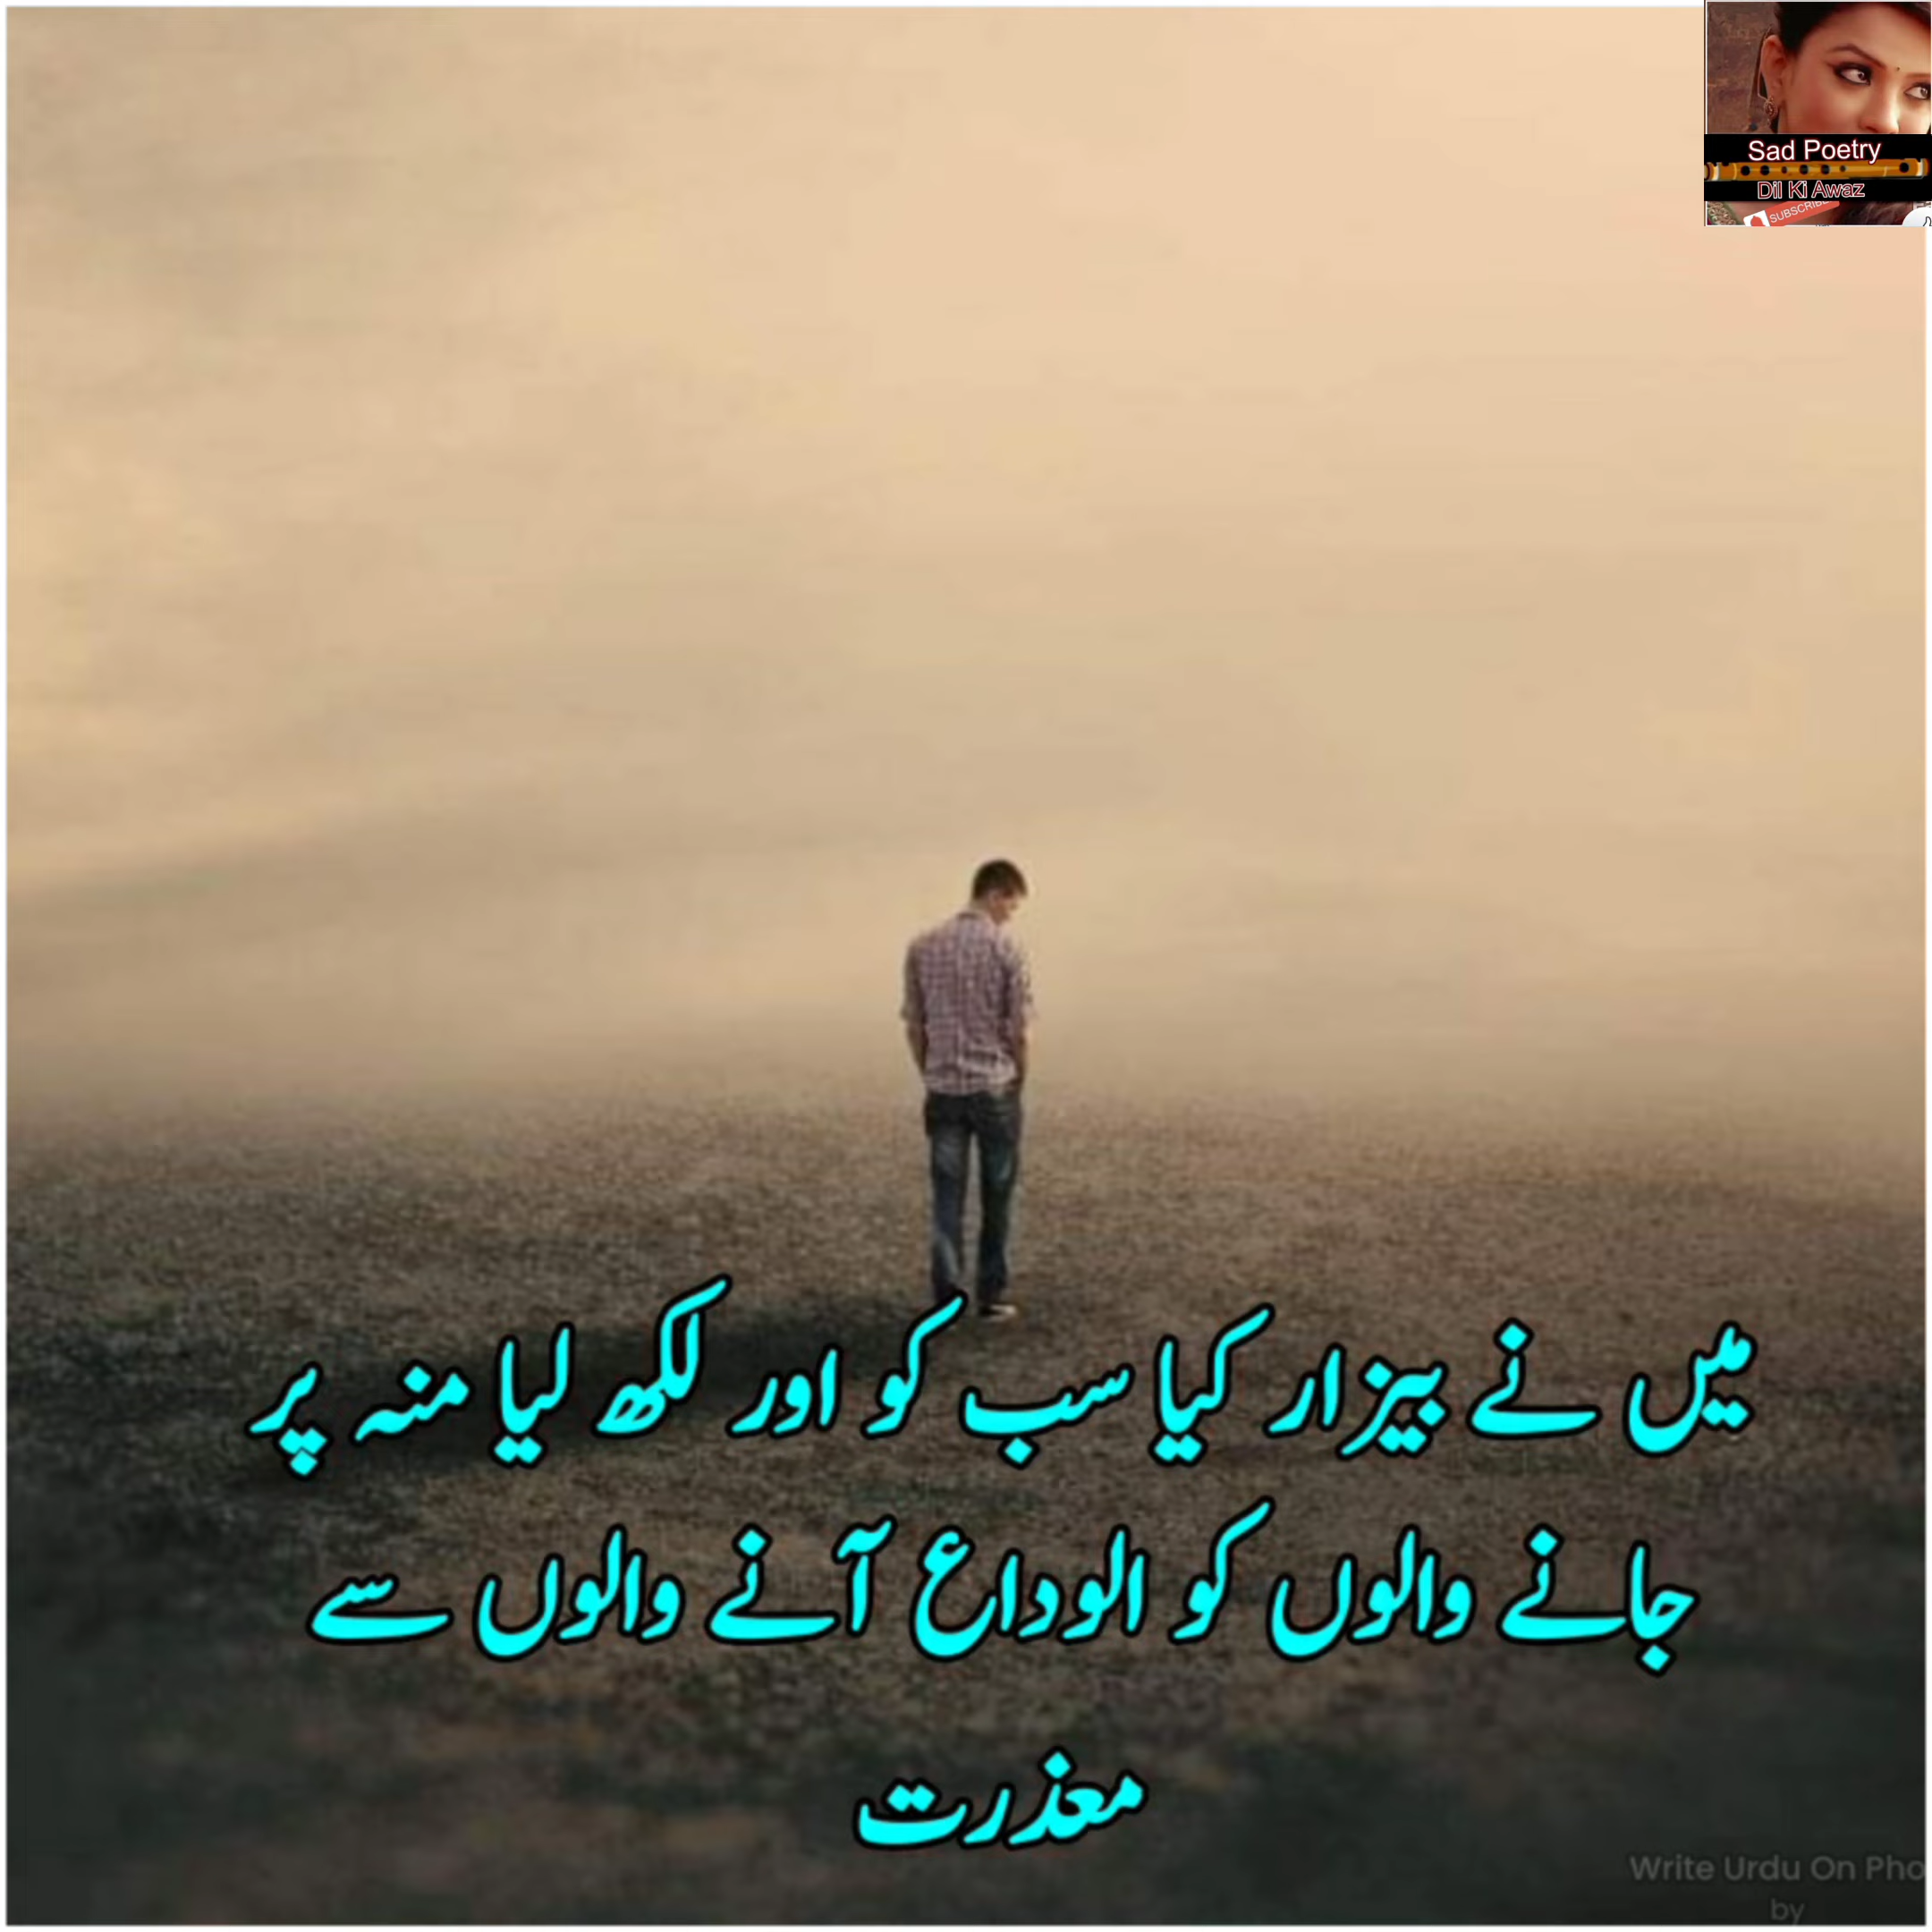 Sad Poetry
Dil Ki Awaz
SUBSCRIBE
میں نے بیزار کیا سب کو اور لکھ لیا منہ پر
جانے والوں کو الوداع آنے والوں سے
معذرت
Write Urdu On Pho
by